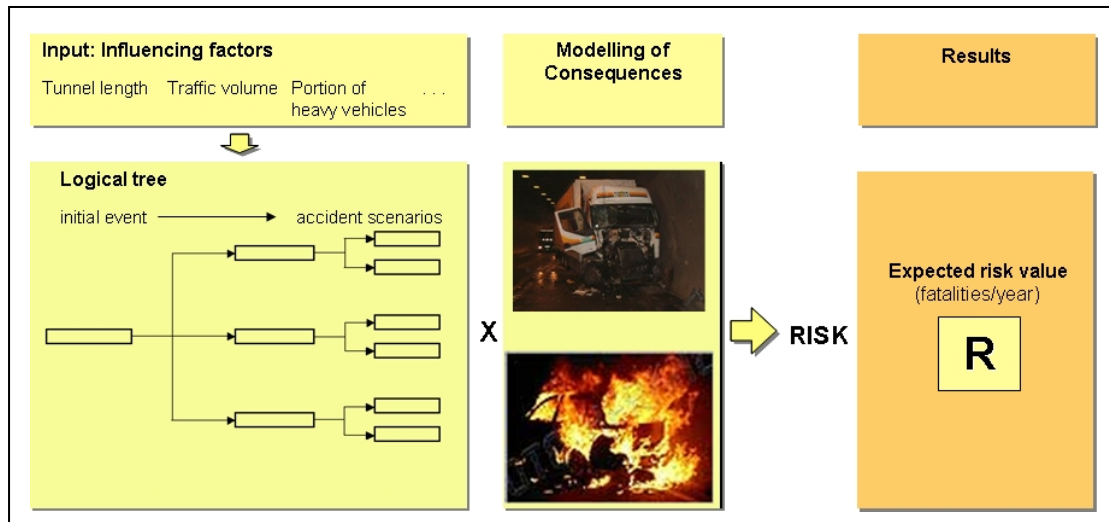 Input: Influencing factors
Tunnel length Traffic volume Portion of heavy vehicles . . .
Modelling of
Consequences
Results
Logical tree
initial event accident scenarios
X
RISK
Expected risk value
(fatalities/year)
R